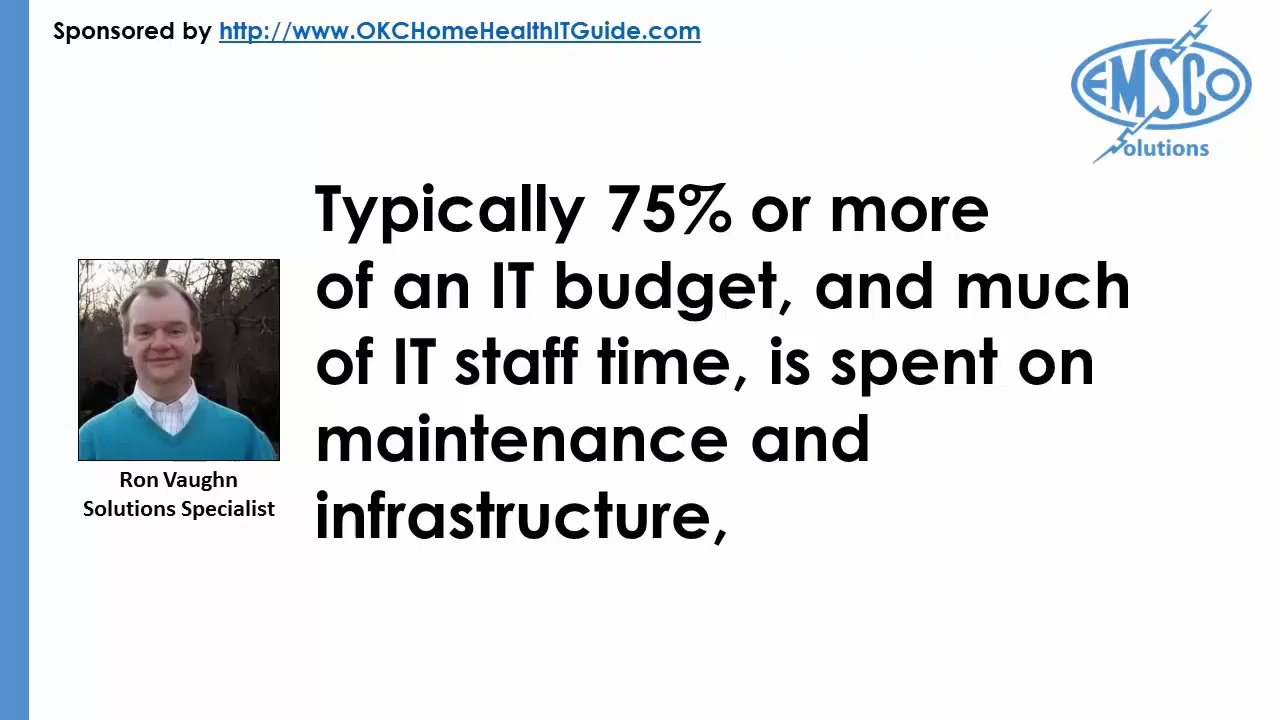 Sponsored by http://www.OKCHomeHealthITGuide.com
EMSCO
Solutions
Typically 75% or more
of an IT budget, and much
of IT staff time, is spent on
maintenance and
infrastructure,
Ron Vaughn
Solutions Specialist